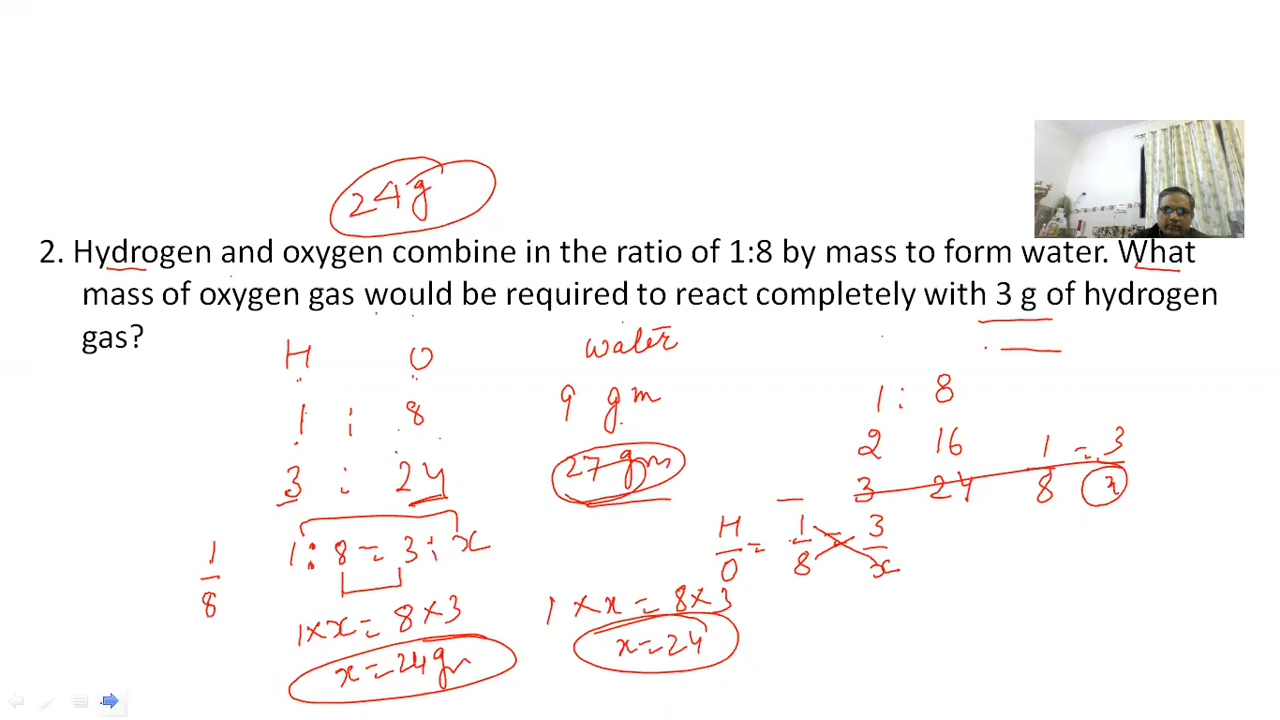 24g
2. Hydrogen and oxygen combine in the ratio of 1:8 by mass to form water. What
mass of oxygen gas would be required to react completely with 3 g of hydrogen
gas?
H O water
1 : 8 9 gm
3 : 24 27 gm
1 : 8
2 16
3 24
1/8 = 3/x
1/8
1 : 8 = 3 : x
1×x = 8×3
x = 24gm
H/O = 1/8 = 3/x
1×x = 8×3
x = 24